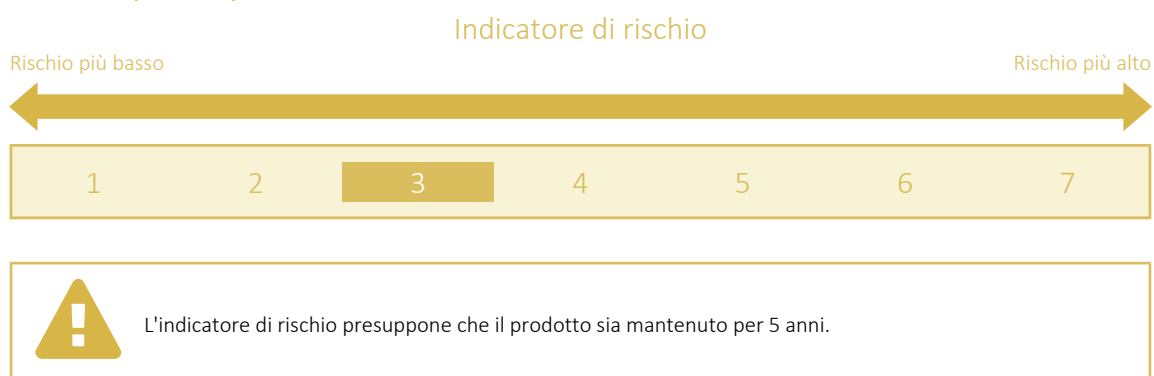 Indicatore di rischio
Rischio più basso Rischio più alto
1 2 3 4 5 6 7
L'indicatore di rischio presuppone che il prodotto sia mantenuto per 5 anni.